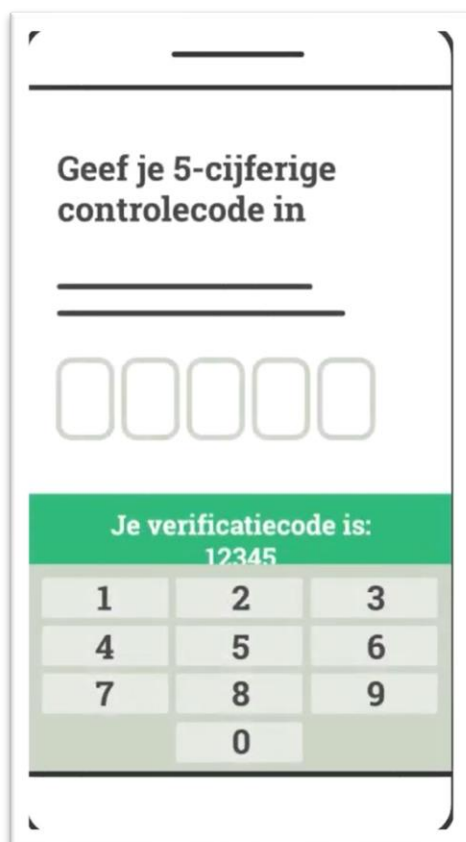 Geef je 5-cijferige
controlecode in
Je verificatiecode is:
12345
1 2 3
4 5 6
7 8 9
0